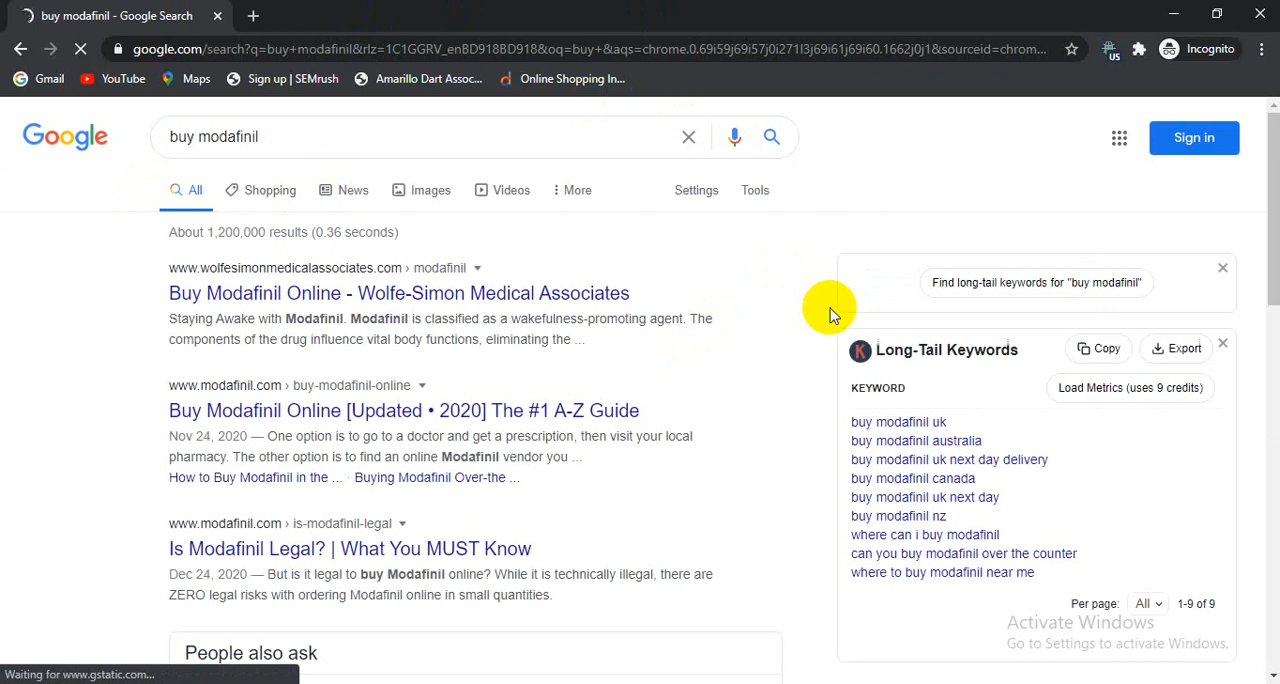 buy modafinil - Google Search
google.com/search?q=buy+modafinil&rlz=1C1GGRV_enBD918BD918&oq=buy+&aqs=chrome.0.69i59j69i57j0i271l3j69i61j69i60.1662j0j1&sourceid=chrom...
US
Incognito
Gmail YouTube Maps Sign up | SEMrush Amarillo Dart Assoc... Online Shopping In...
Google
buy modafinil
Sign in
All Shopping News Images Videos More Settings Tools
About 1,200,000 results (0.36 seconds)
www.wolfesimonmedicalassociates.com › modafinil
Buy Modafinil Online - Wolfe-Simon Medical Associates
Staying Awake with Modafinil. Modafinil is classified as a wakefulness-promoting agent. The
components of the drug influence vital body functions, eliminating the ...
www.modafinil.com › buy-modafinil-online
Buy Modafinil Online [Updated • 2020] The #1 A-Z Guide
Nov 24, 2020 — One option is to go to a doctor and get a prescription, then visit your local
pharmacy. The other option is to find an online Modafinil vendor you ...
How to Buy Modafinil in the ... · Buying Modafinil Over-the ...
www.modafinil.com › is-modafinil-legal
Is Modafinil Legal? | What You MUST Know
Dec 24, 2020 — But is it legal to buy Modafinil online? While it is technically illegal, there are
ZERO legal risks with ordering Modafinil online in small quantities.
People also ask
Find long-tail keywords for "buy modafinil"
K Long-Tail Keywords
Copy
Export
KEYWORD
Load Metrics (uses 9 credits)
buy modafinil uk
buy modafinil australia
buy modafinil uk next day delivery
buy modafinil canada
buy modafinil uk next day
buy modafinil nz
where can i buy modafinil
can you buy modafinil over the counter
where to buy modafinil near me
Per page: All 1-9 of 9
Activate Windows
Go to Settings to activate Windows.
Waiting for www.gstatic.com...